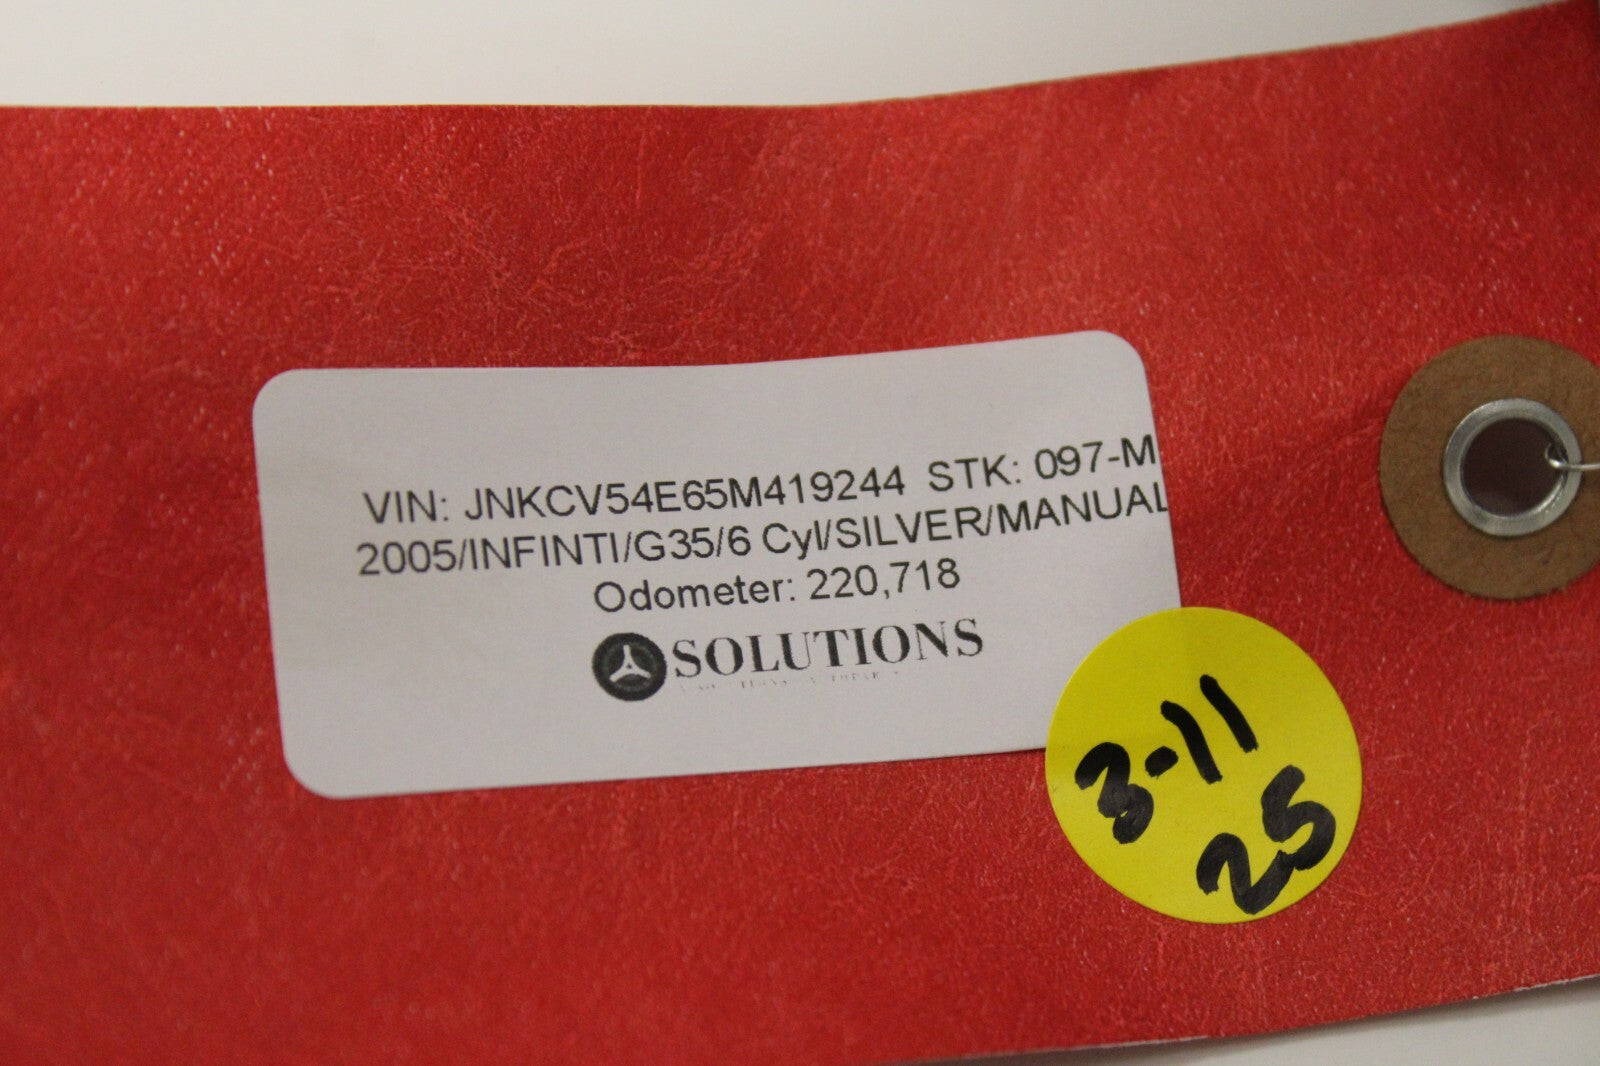 VIN: JNKCV54E65M419244 STK: 097-M
2005/INFINTI/G35/6 Cyl/SILVER/MANUAL
Odometer: 220,718
SOLUTIONS
3-11
25